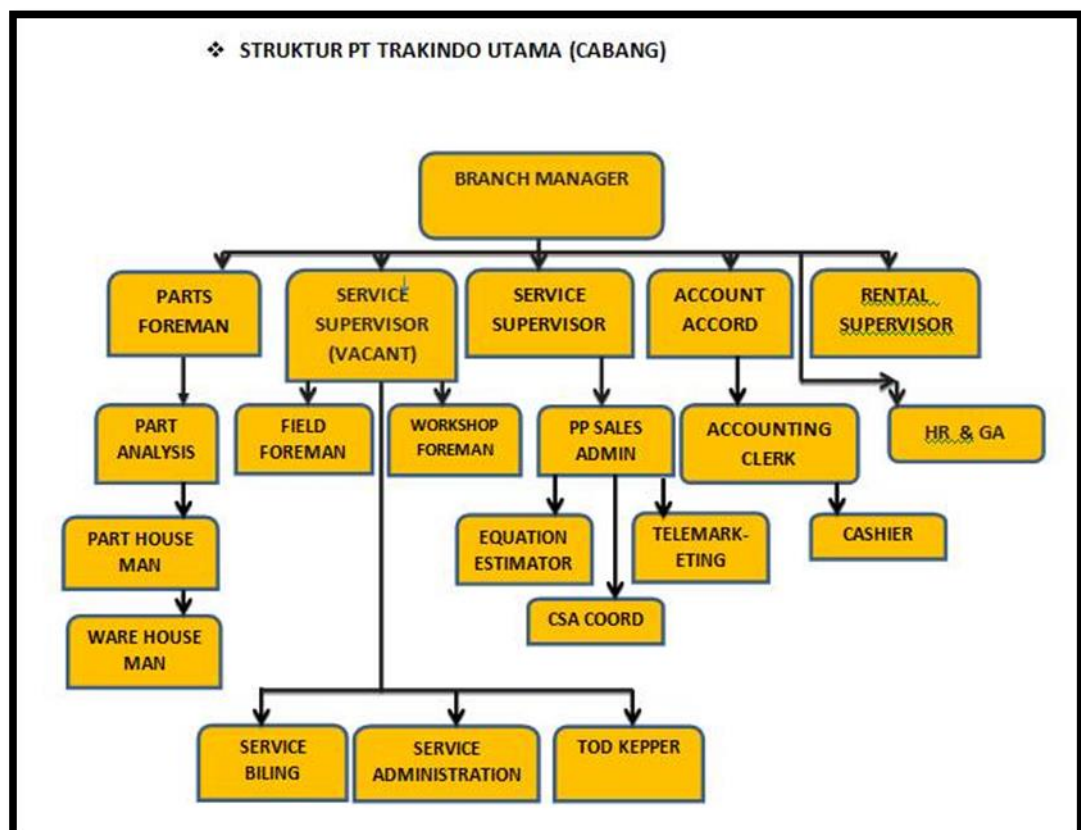 ❖ STRUKTUR PT TRAKINDO UTAMA (CABANG)
BRANCH MANAGER
PARTS
FOREMAN
SERVICE
SUPERVISOR
(VACANT)
SERVICE
SUPERVISOR
ACCOUNT
ACCORD
RENTAL
SUPERVISOR
PART
ANALYSIS
FIELD
FOREMAN
WORKSHOP
FOREMAN
PP SALES
ADMIN
ACCOUNTING
CLERK
HR & GA
PART HOUSE
MAN
EQUATION
ESTIMATOR
TELEMARK-
ETING
CASHIER
WARE HOUSE
MAN
CSA COORD
SERVICE
BILING
SERVICE
ADMINISTRATION
TOD KEPPER